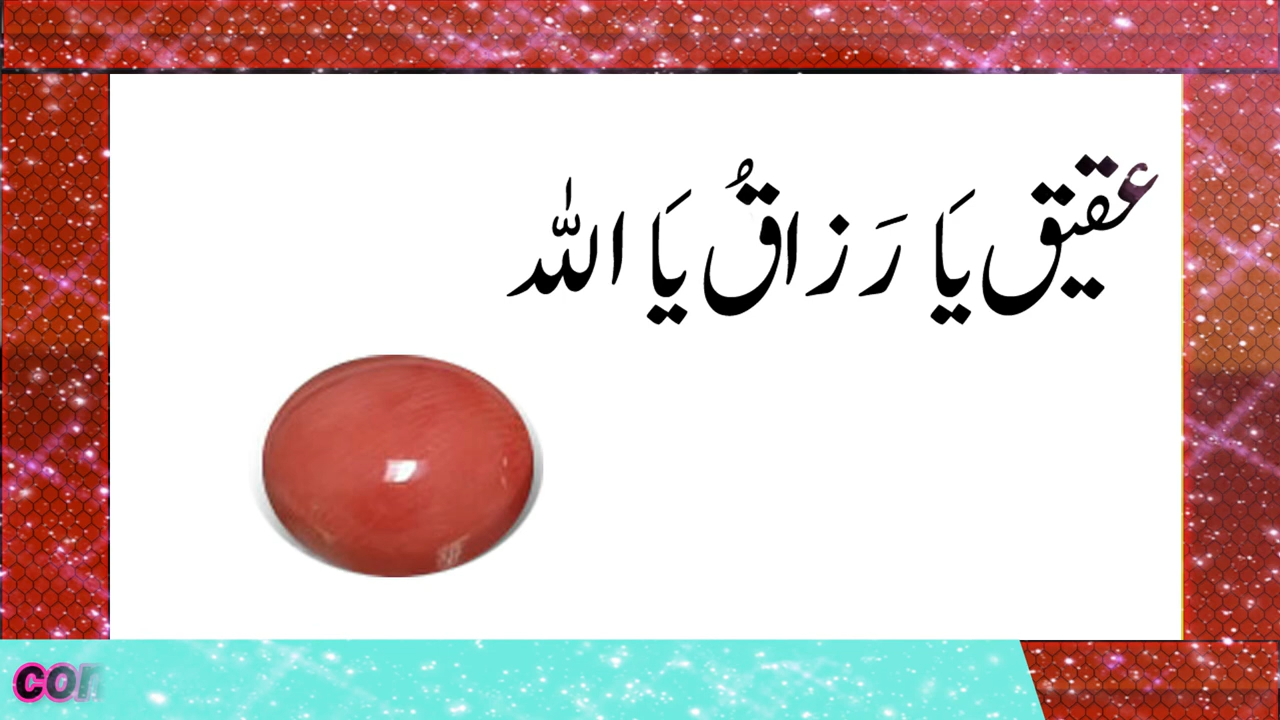 عقیق یَا رَزاقُ یَا اللہ
con